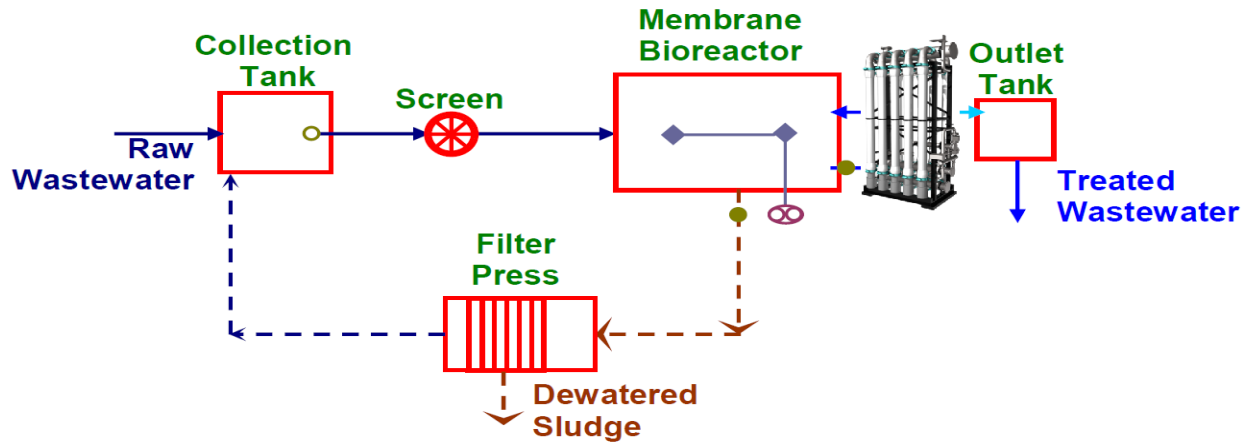 Collection
Tank
Screen
Membrane
Bioreactor
Outlet
Tank
Raw
Wastewater
Treated
Wastewater
Filter
Press
Dewatered
Sludge